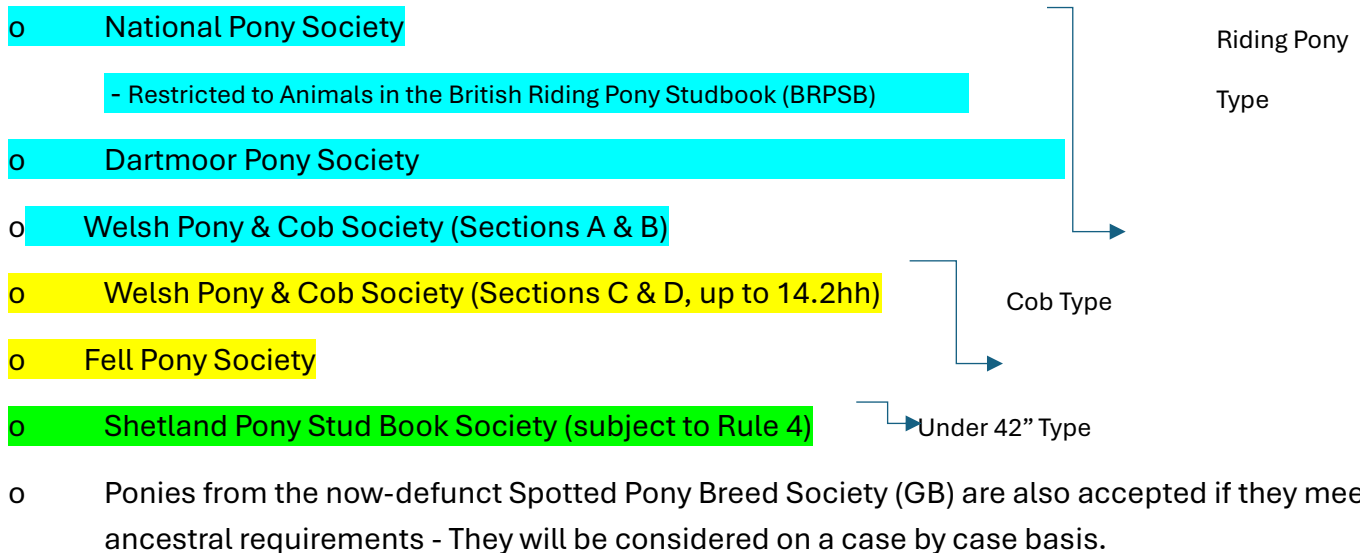 o National Pony Society
Riding Pony
Type
- Restricted to Animals in the British Riding Pony Studbook (BRPSB)
o Dartmoor Pony Society
o Welsh Pony & Cob Society (Sections A & B)
o Welsh Pony & Cob Society (Sections C & D, up to 14.2hh)
Cob Type
o Fell Pony Society
o Shetland Pony Stud Book Society (subject to Rule 4)
Under 42” Type
o Ponies from the now-defunct Spotted Pony Breed Society (GB) are also accepted if they mee
ancestral requirements - They will be considered on a case by case basis.